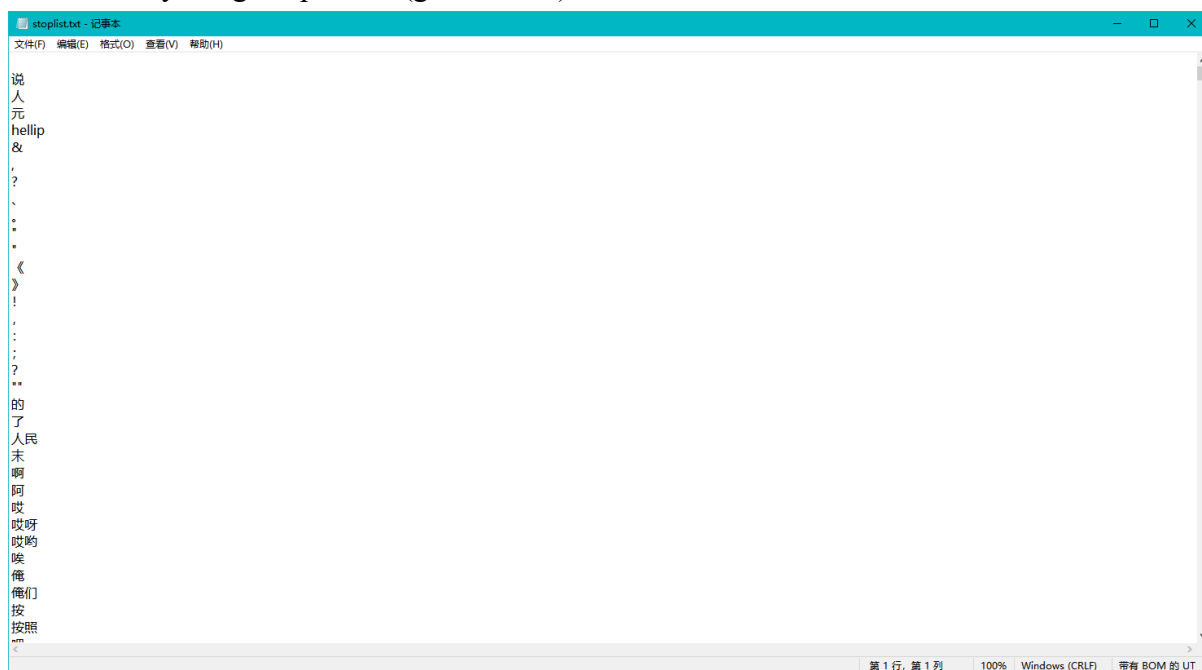 stoplist.txt - 记事本
文件(F) 编辑(E) 格式(O) 查看(V) 帮助(H)
说
人
元
hellip
&
,
?
、
。
"
"
《
》
!
,
:
;
?
""
的
了
人民
末
啊
阿
哎
哎呀
哎哟
唉
俺
俺们
按
按照
第 1 行, 第 1 列 100% Windows (CRLF) 带有 BOM 的 UT